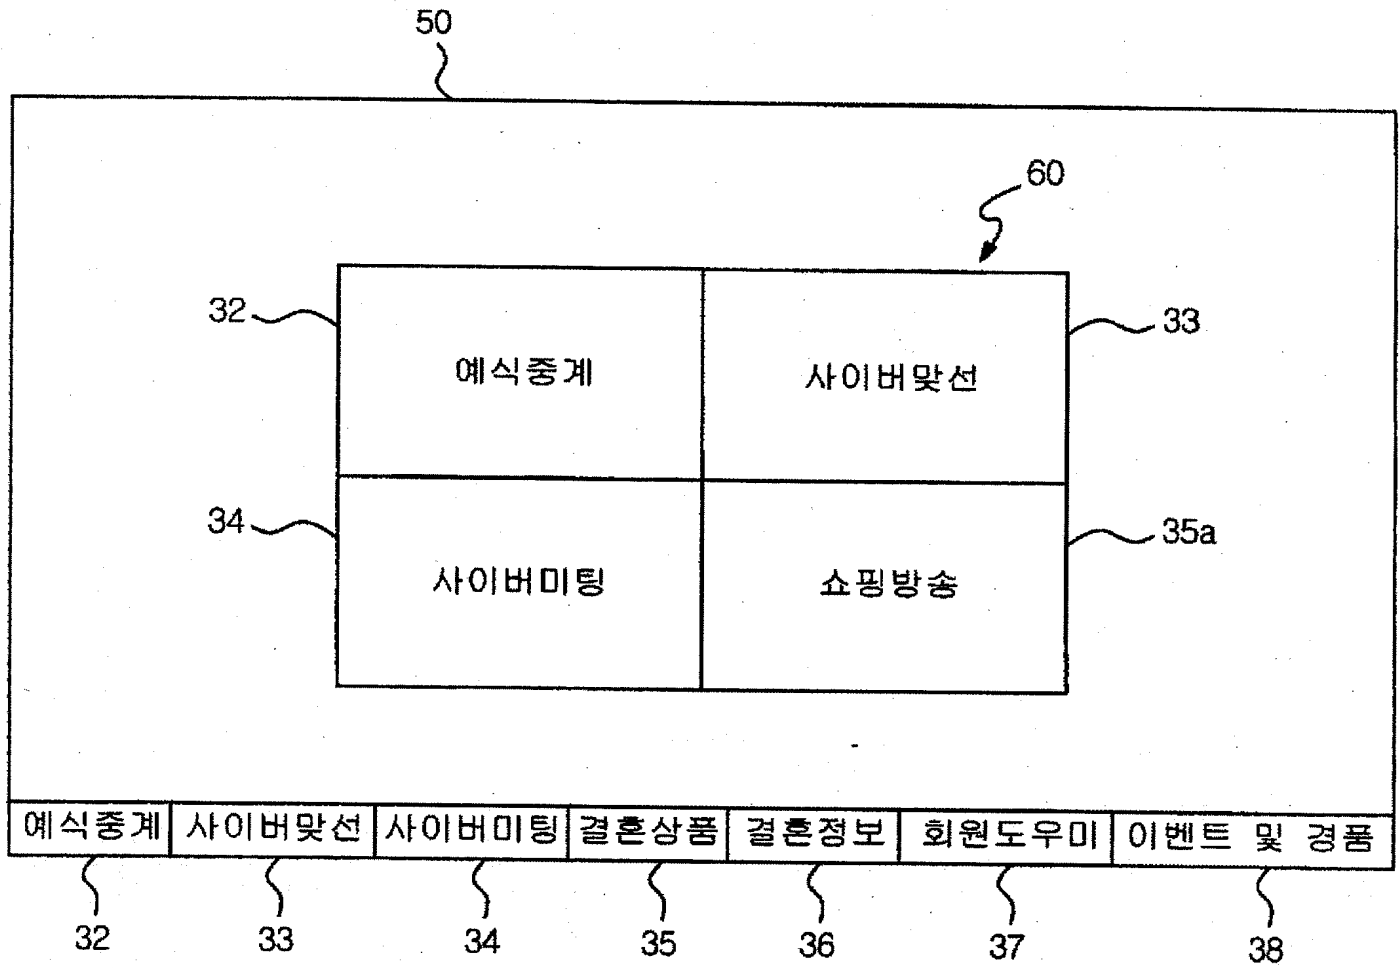 50
60
32
예식중계
사이버맞선
33
34
사이버미팅
쇼핑방송
35a
예식중계 사이버맞선 사이버미팅 결혼상품 결혼정보 회원도우미 이벤트 및 경품
32 33 34 35 36 37 38